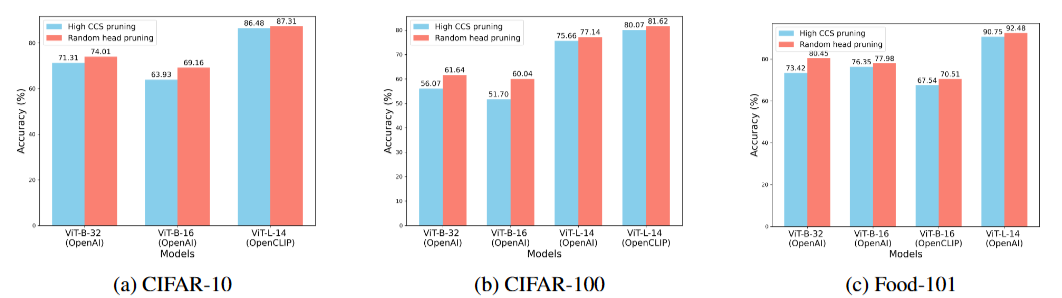 High CCS pruning
Random head pruning
Accuracy (%)
80
60
40
20
0
71.31
74.01
63.93
69.16
86.48
87.31
ViT-B-32
(OpenAI)
ViT-B-16
(OpenAI)
ViT-L-14
(OpenCLIP)
Models
(a) CIFAR-10
High CCS pruning
Random head pruning
Accuracy (%)
80
70
60
50
40
30
20
10
0
56.07
61.64
51.70
60.04
75.66
77.14
80.07
81.62
ViT-B-32
(OpenAI)
ViT-B-16
(OpenAI)
ViT-L-14
(OpenAI)
ViT-L-14
(OpenCLIP)
Models
(b) CIFAR-100
High CCS pruning
Random head pruning
Accuracy (%)
80
60
40
20
0
73.42
80.45
76.35
77.98
67.54
70.51
90.75
92.48
ViT-B-32
(OpenAI)
ViT-B-16
(OpenAI)
ViT-B-16
(OpenCLIP)
ViT-L-14
(OpenAI)
Models
(c) Food-101